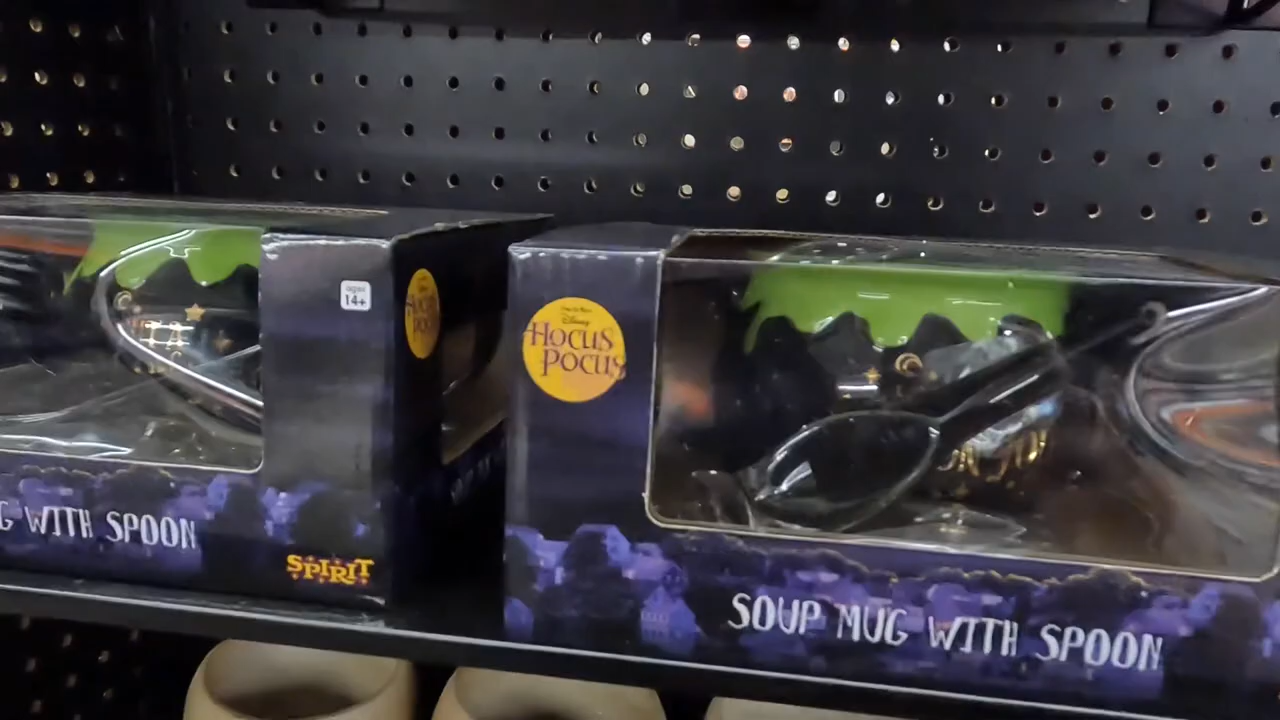 ages
14+
HOCUS
POCUS
G WITH SPOON
SPIRIT
Disney
HOCUS
POCUS
SOUP MUG WITH SPOON